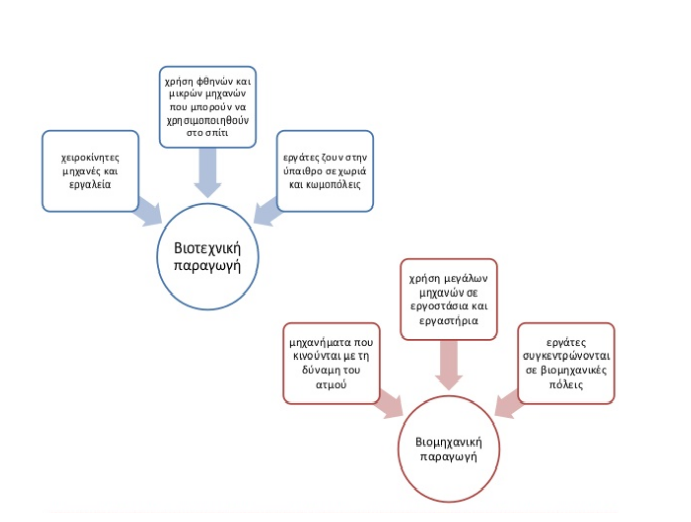 χρήση φθηνών και
μικρών μηχανών
που μπορούν να
χρησιμοποιηθούν
στο σπίτι
χειροκίνητες
μηχανές και
εργαλεία
εργάτες ζουν στην
ύπαιθρο σε χωριά
και κωμοπόλεις
Βιοτεχνική
παραγωγή
χρήση μεγάλων
μηχανών σε
εργοστάσια και
εργαστήρια
μηχανήματα που
κινούνται με τη
δύναμη του
ατμού
εργάτες
συγκεντρώνονται
σε βιομηχανικές
πόλεις
Βιομηχανική
παραγωγή